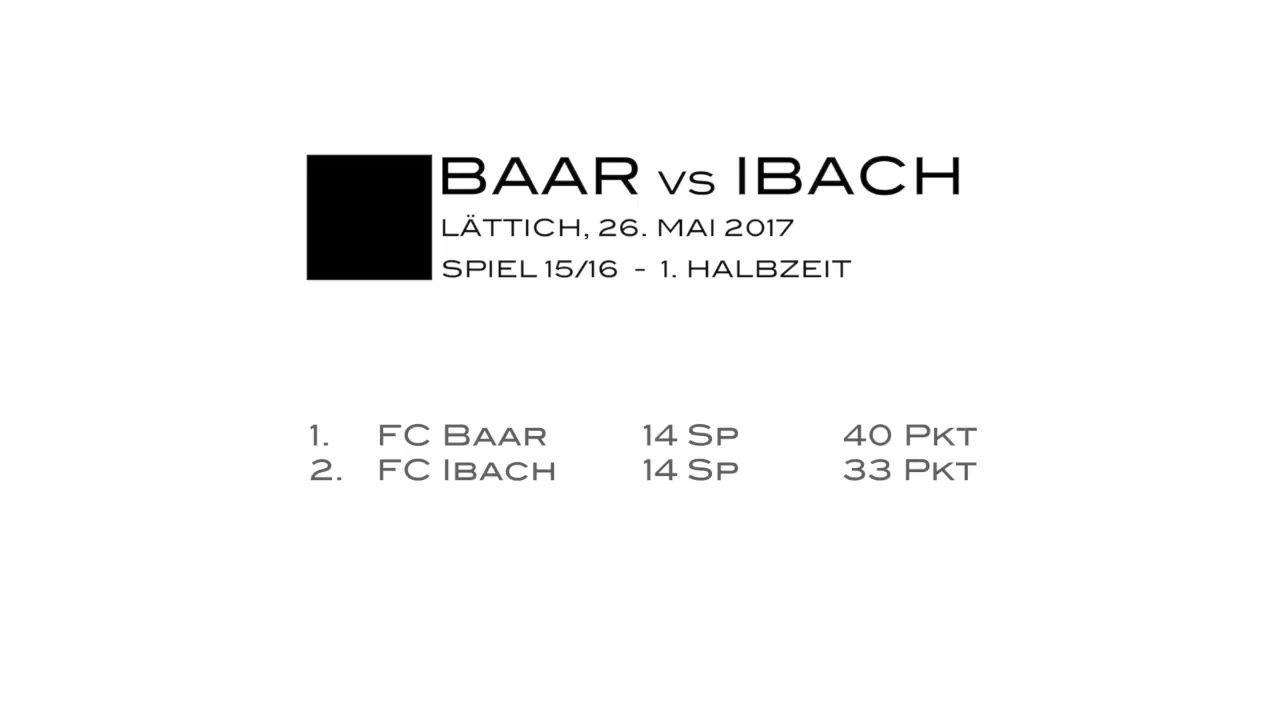 BAAR vs IBACH
LÄTTICH, 26. MAI 2017
SPIEL 15/16 - 1. HALBZEIT
1. FC Baar 14 Sp 40 Pkt
2. FC Ibach 14 Sp 33 Pkt